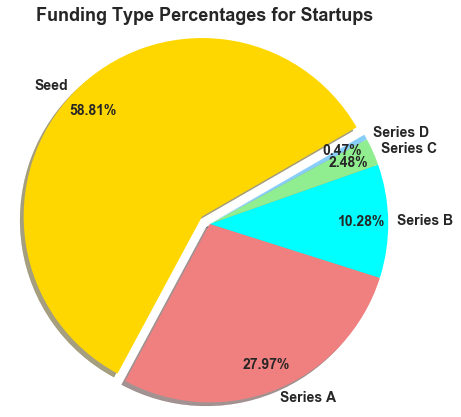 Funding Type Percentages for Startups
Seed
58.81%
Series D
0.47%
Series C
2.48%
Series B
10.28%
27.97%
Series A